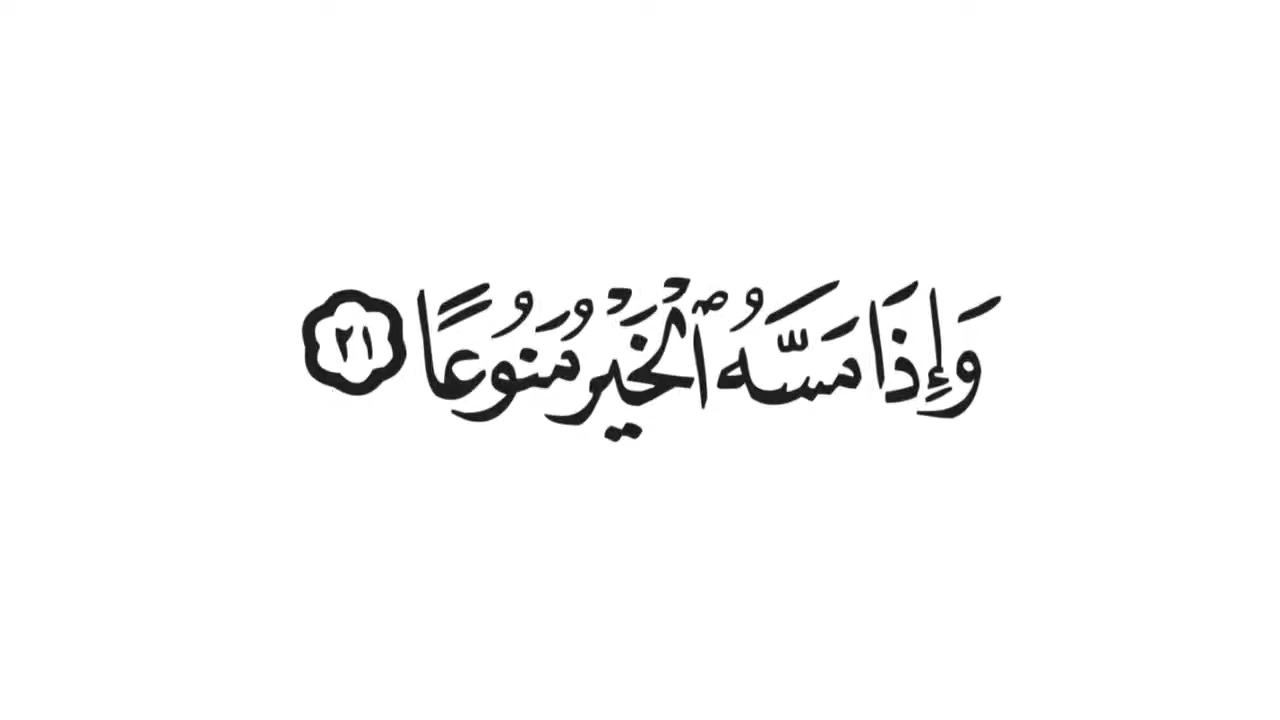 وَإِذَا مَسَّهُ ٱلْخَيْرُ مَنُوعًا ٢١